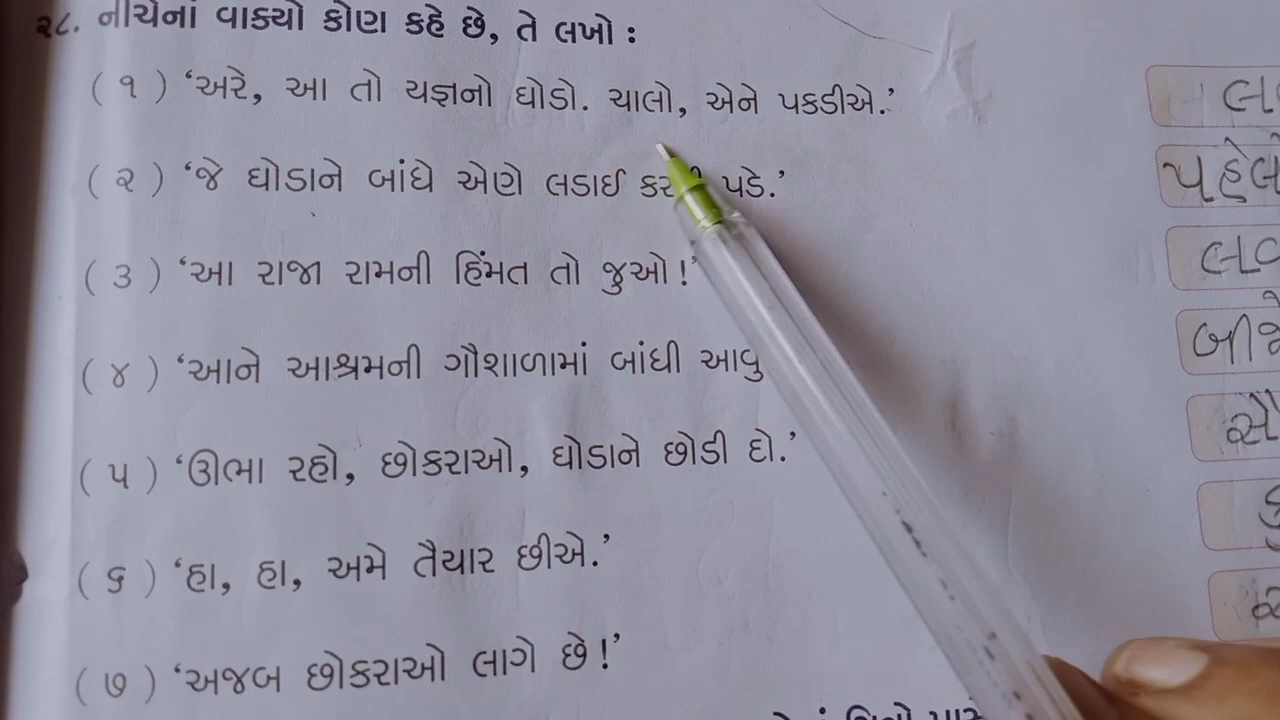 ૨૮. નીચેનાં વાક્યો કોણ કહે છે, તે લખો :
(૧) ‘અરે, આ તો યજ્ઞનો ઘોડો. ચાલો, એને પકડીએ.’
(૨) ‘જે ઘોડાને બાંધે એણે લડાઈ પડે.’
પહેલ
(૩) ‘આ રાજા રામની હિંમત તો જુઓ !’
(૪) ‘આને આશ્રમની ગૌશાળામાં બાંધી આવુ
(૫) ‘ઊભા રહો, છોકરાઓ, ઘોડાને છોડી દો.’
(૬) ‘હા, હા, અમે તૈયાર છીએ.’
(૭) ‘અજબ છોકરાઓ લાગે છે !’